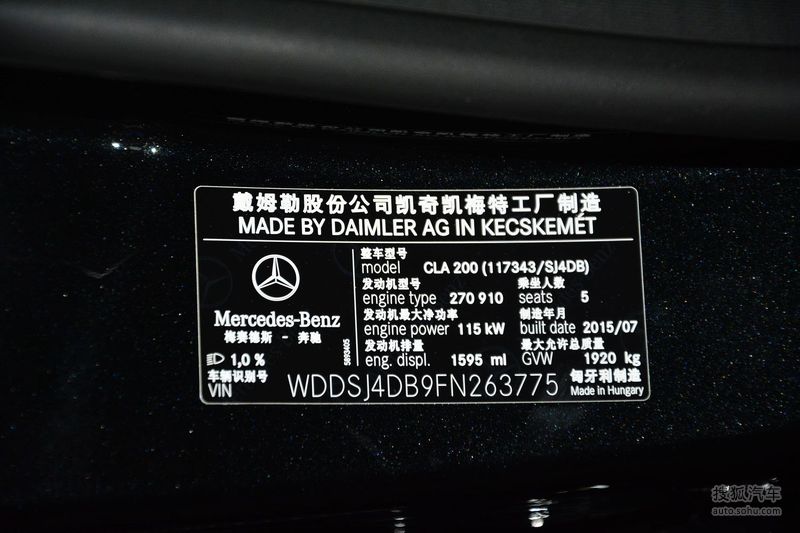 戴姆勒股份公司凯奇凯梅特工厂制造
MADE BY DAIMLER AG IN KECSKEMÉT
整车型号
model CLA 200 (117343/SJ4DB)
发动机型号 乘坐人数
engine type 270 910 seats 5
发动机最大净功率 制造年月
engine power 115 kW built date 2015/07
发动机排量 最大允许总质量
eng. displ. 1595 ml GVW 1920 kg
Mercedes-Benz
梅赛德斯 - 奔驰
1,0 %
车辆识别号
VIN WDDSJ4DB9FN263775
匈牙利制造
Made in Hungary
搜狐汽车
auto.sohu.com